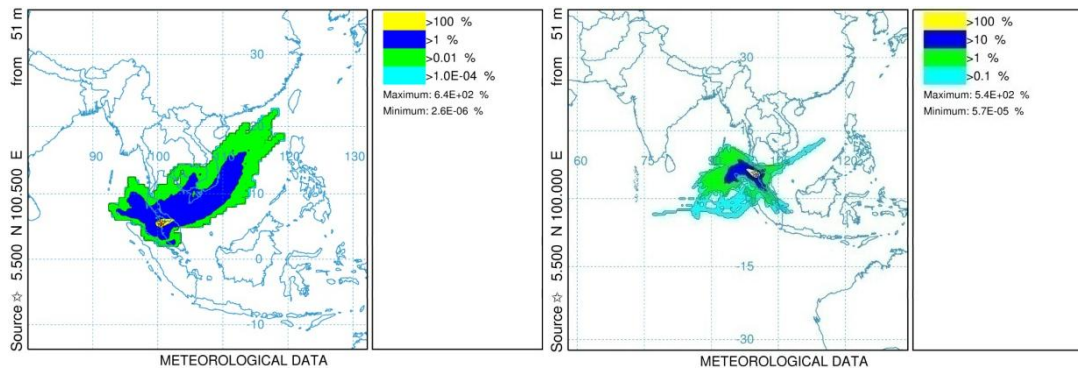 Source ☆ 5.500 N 100.500 E from 51 m
30
90
100
120
130
10
0
-10
METEOROLOGICAL DATA
>100 %
>1 %
>0.01 %
>1.0E-04 %
Maximum: 6.4E+02 %
Minimum: 2.6E-06 %
Source ☆ 5.500 N 100.000 E from 51 m
30
60
75
120
-15
-30
METEOROLOGICAL DATA
>100 %
>10 %
>1 %
>0.1 %
Maximum: 5.4E+02 %
Minimum: 5.7E-05 %